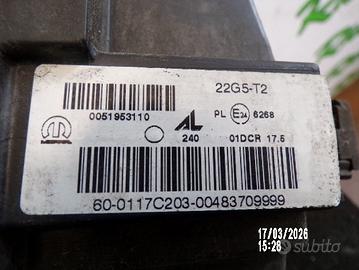 22G5-T2
0051953110
PL E24 6268
AL
240 01DCR 17.5
60-0117C203-00483709999
17/03/2026
15:28
subito